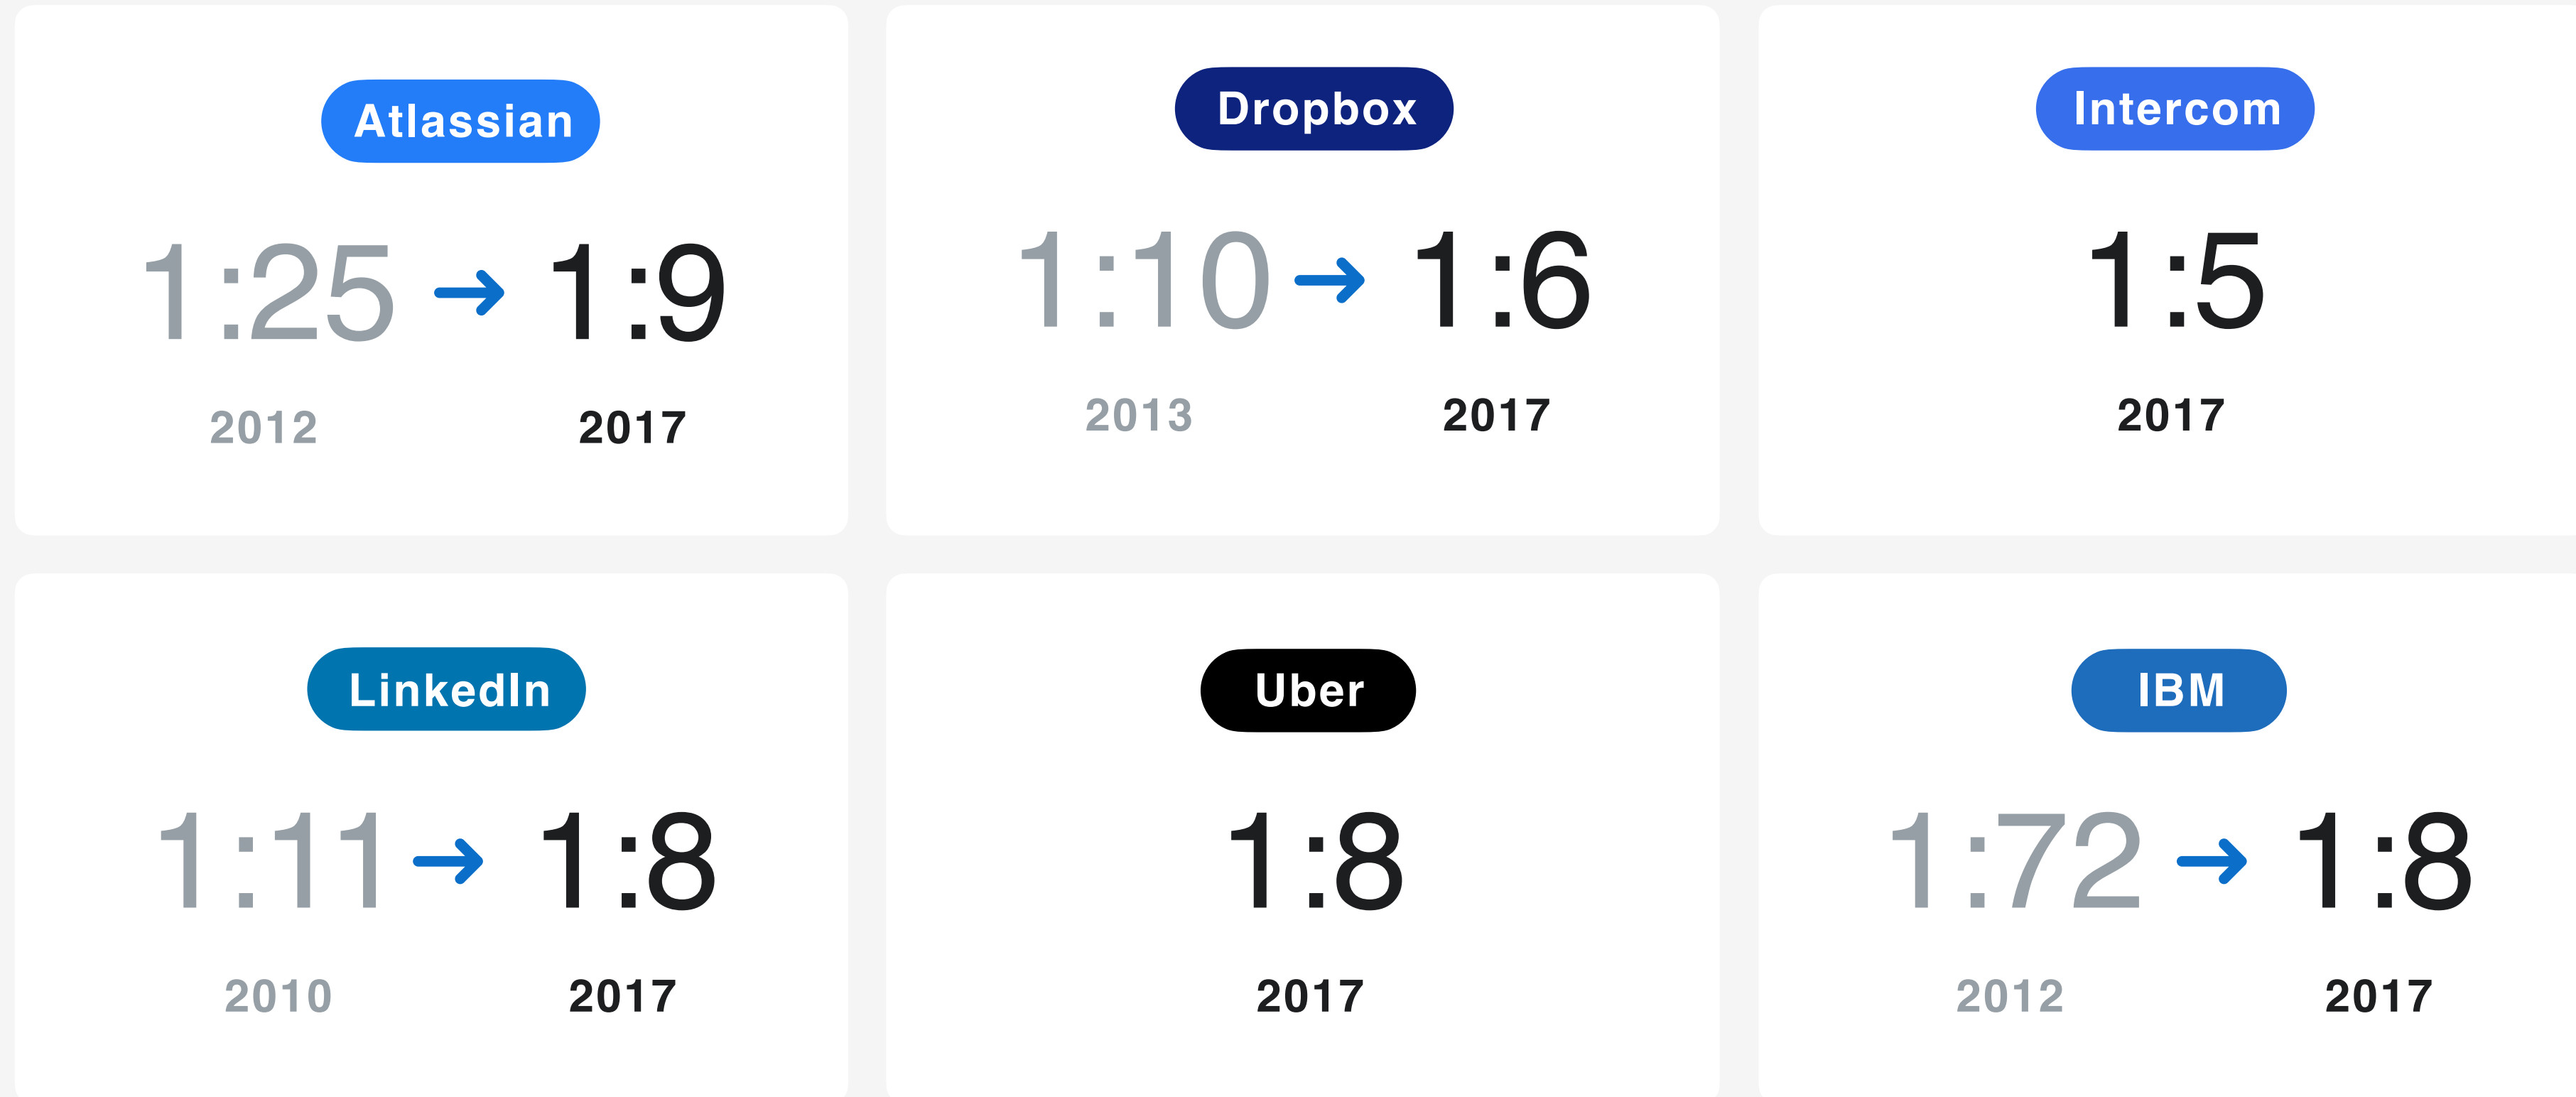 Atlassian
1:25 → 1:9
2012 2017
Dropbox
1:10 → 1:6
2013 2017
Intercom
1:5
2017
LinkedIn
1:11 → 1:8
2010 2017
Uber
1:8
2017
IBM
1:72 → 1:8
2012 2017